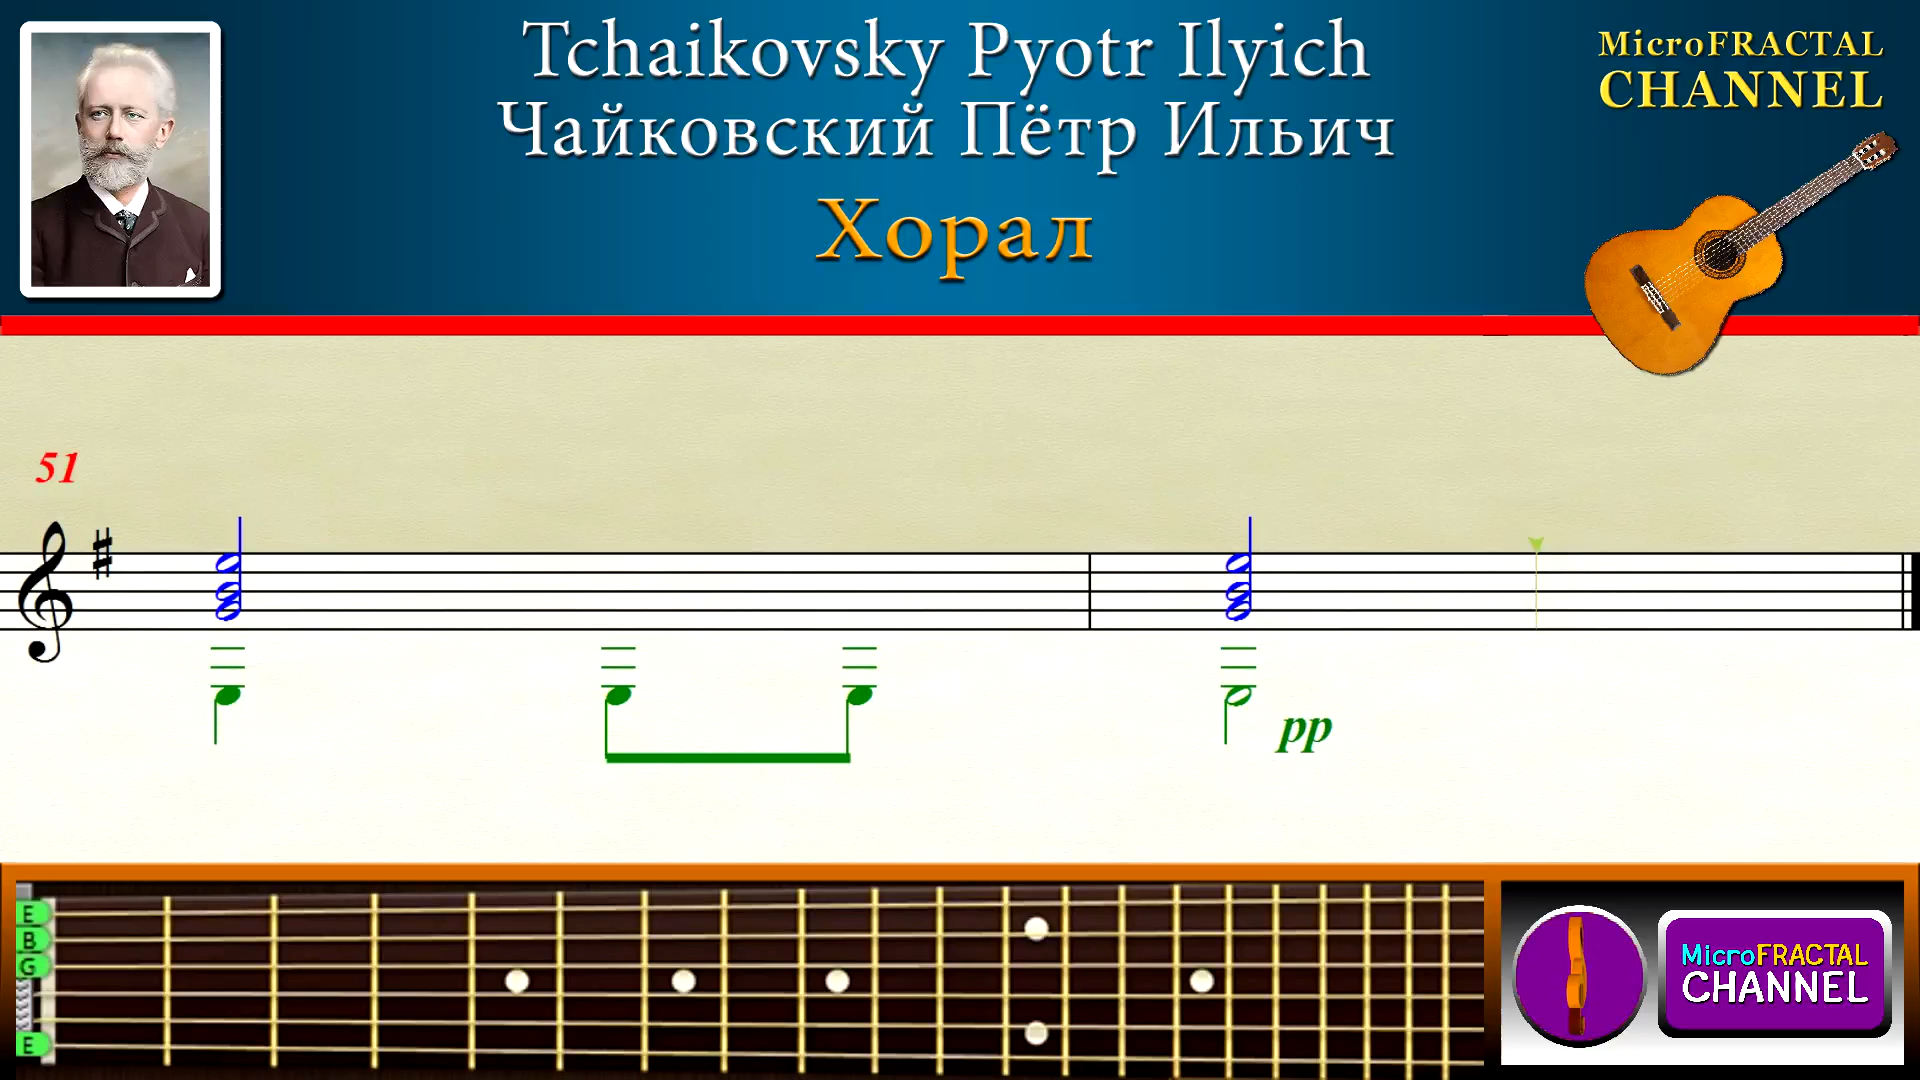 Tchaikovsky Pyotr Ilyich
Чайковский Пётр Ильич
Хорал
MicroFRACTAL
CHANNEL
51
pp
E
B
G
E
MicroFRACTAL
CHANNEL